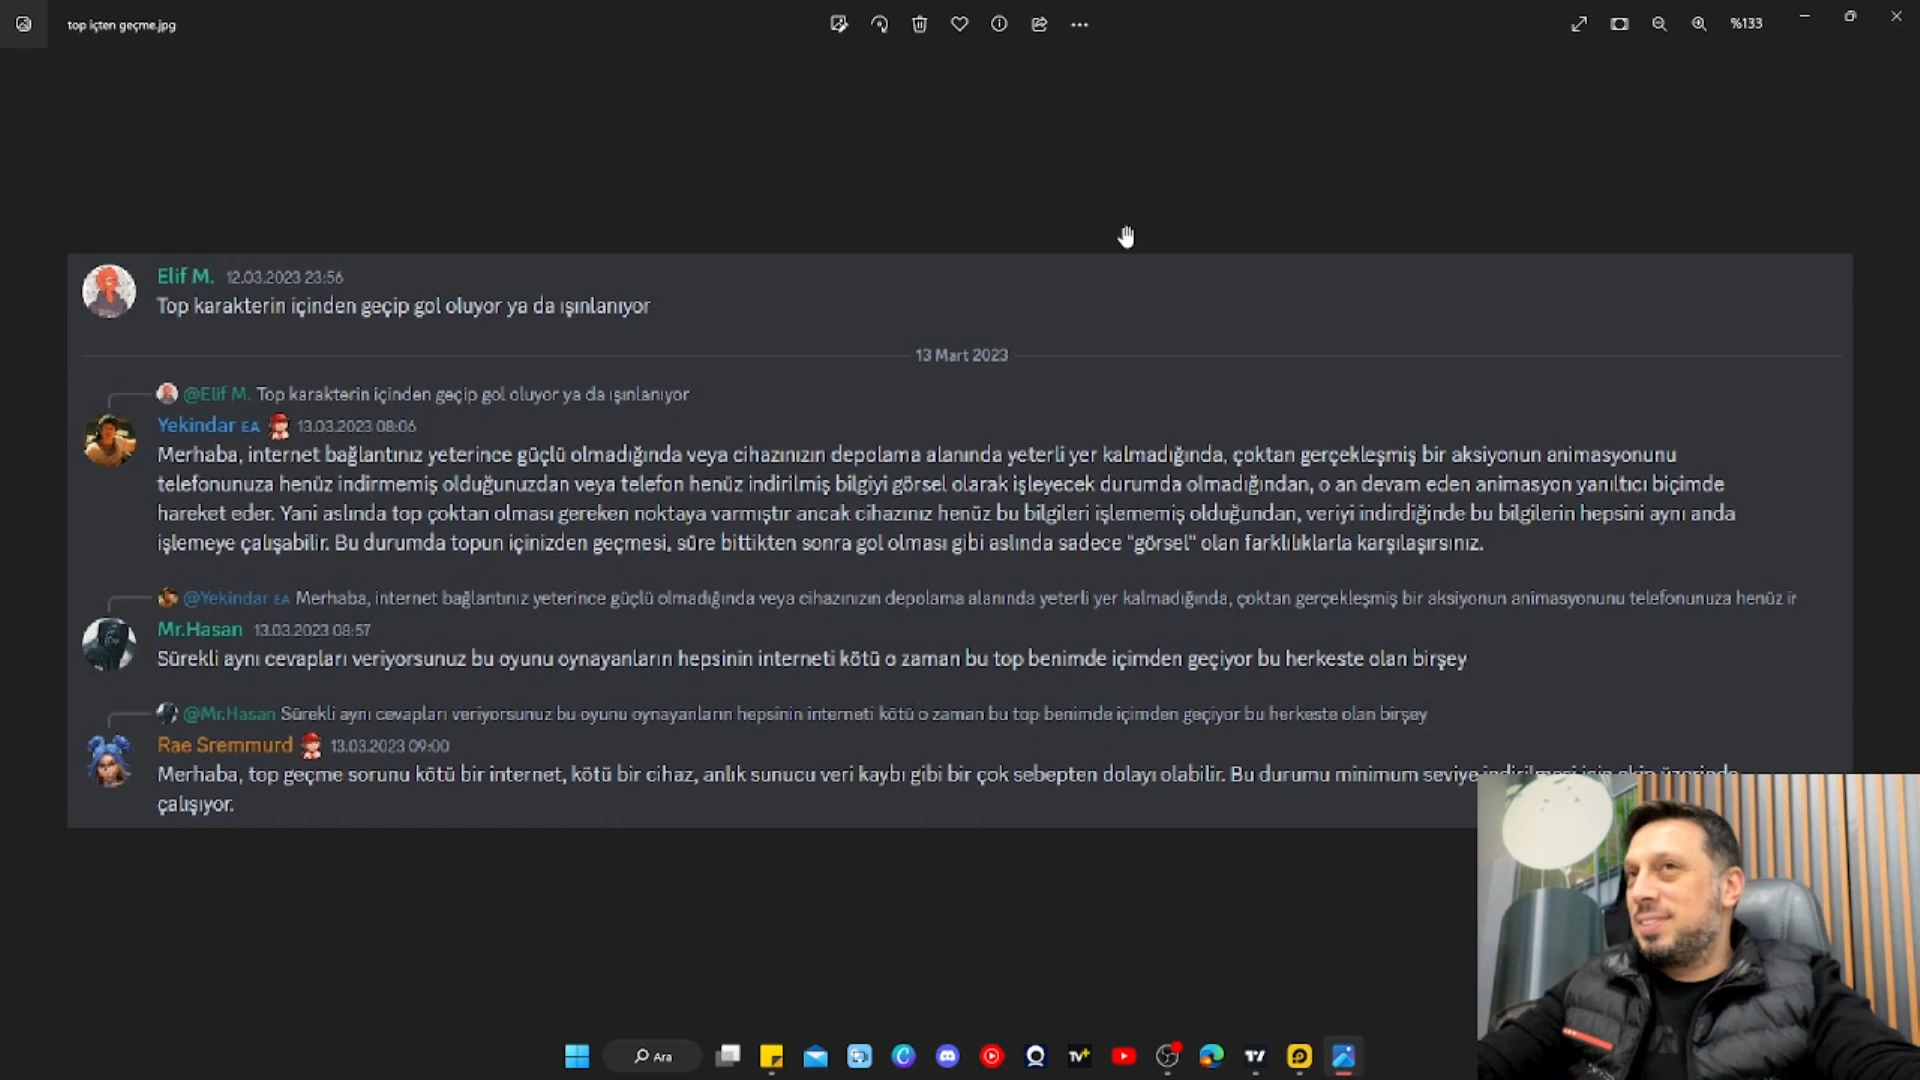 top içten geçme.jpg
%133
Elif M. 12.03.2023 23:56
Top karakterin içinden geçip gol oluyor ya da ışınlanıyor
13 Mart 2023
@Elif M. Top karakterin içinden geçip gol oluyor ya da ışınlanıyor
Yekindar EA 13.03.2023 08:06
Merhaba, internet bağlantınız yeterince güçlü olmadığında veya cihazınızın depolama alanında yeterli yer kalmadığında, çoktan gerçekleşmiş bir aksiyonun animasyonunu
telefonunuza henüz indirmemiş olduğunuzdan veya telefon henüz indirilmiş bilgiyi görsel olarak işleyecek durumda olmadığından, o an devam eden animasyon yanıltıcı biçimde
hareket eder. Yani aslında top çoktan olması gereken noktaya varmıştır ancak cihazınız henüz bu bilgileri işlememiş olduğundan, veriyi indirdiğinde bu bilgilerin hepsini aynı anda
işlemeye çalışabilir. Bu durumda topun içinizden geçmesi, süre bittikten sonra gol olması gibi aslında sadece "görsel" olan farklılıklarla karşılaşırsınız.
@Yekindar EA Merhaba, internet bağlantınız yeterince güçlü olmadığında veya cihazınızın depolama alanında yeterli yer kalmadığında, çoktan gerçekleşmiş bir aksiyonun animasyonunu telefonunuza henüz ir
Mr.Hasan 13.03.2023 08:57
Sürekli aynı cevapları veriyorsunuz bu oyunu oynayanların hepsinin interneti kötü o zaman bu top benimde içimden geçiyor bu herkeste olan birşey
@Mr.Hasan Sürekli aynı cevapları veriyorsunuz bu oyunu oynayanların hepsinin interneti kötü o zaman bu top benimde içimden geçiyor bu herkeste olan birşey
Rae Sremmurd 13.03.2023 09:00
Merhaba, top geçme sorunu kötü bir internet, kötü bir cihaz, anlık sunucu veri kaybı gibi bir çok sebepten dolayı olabilir. Bu durumu minimum seviye
çalışıyor.
Ara
TV+